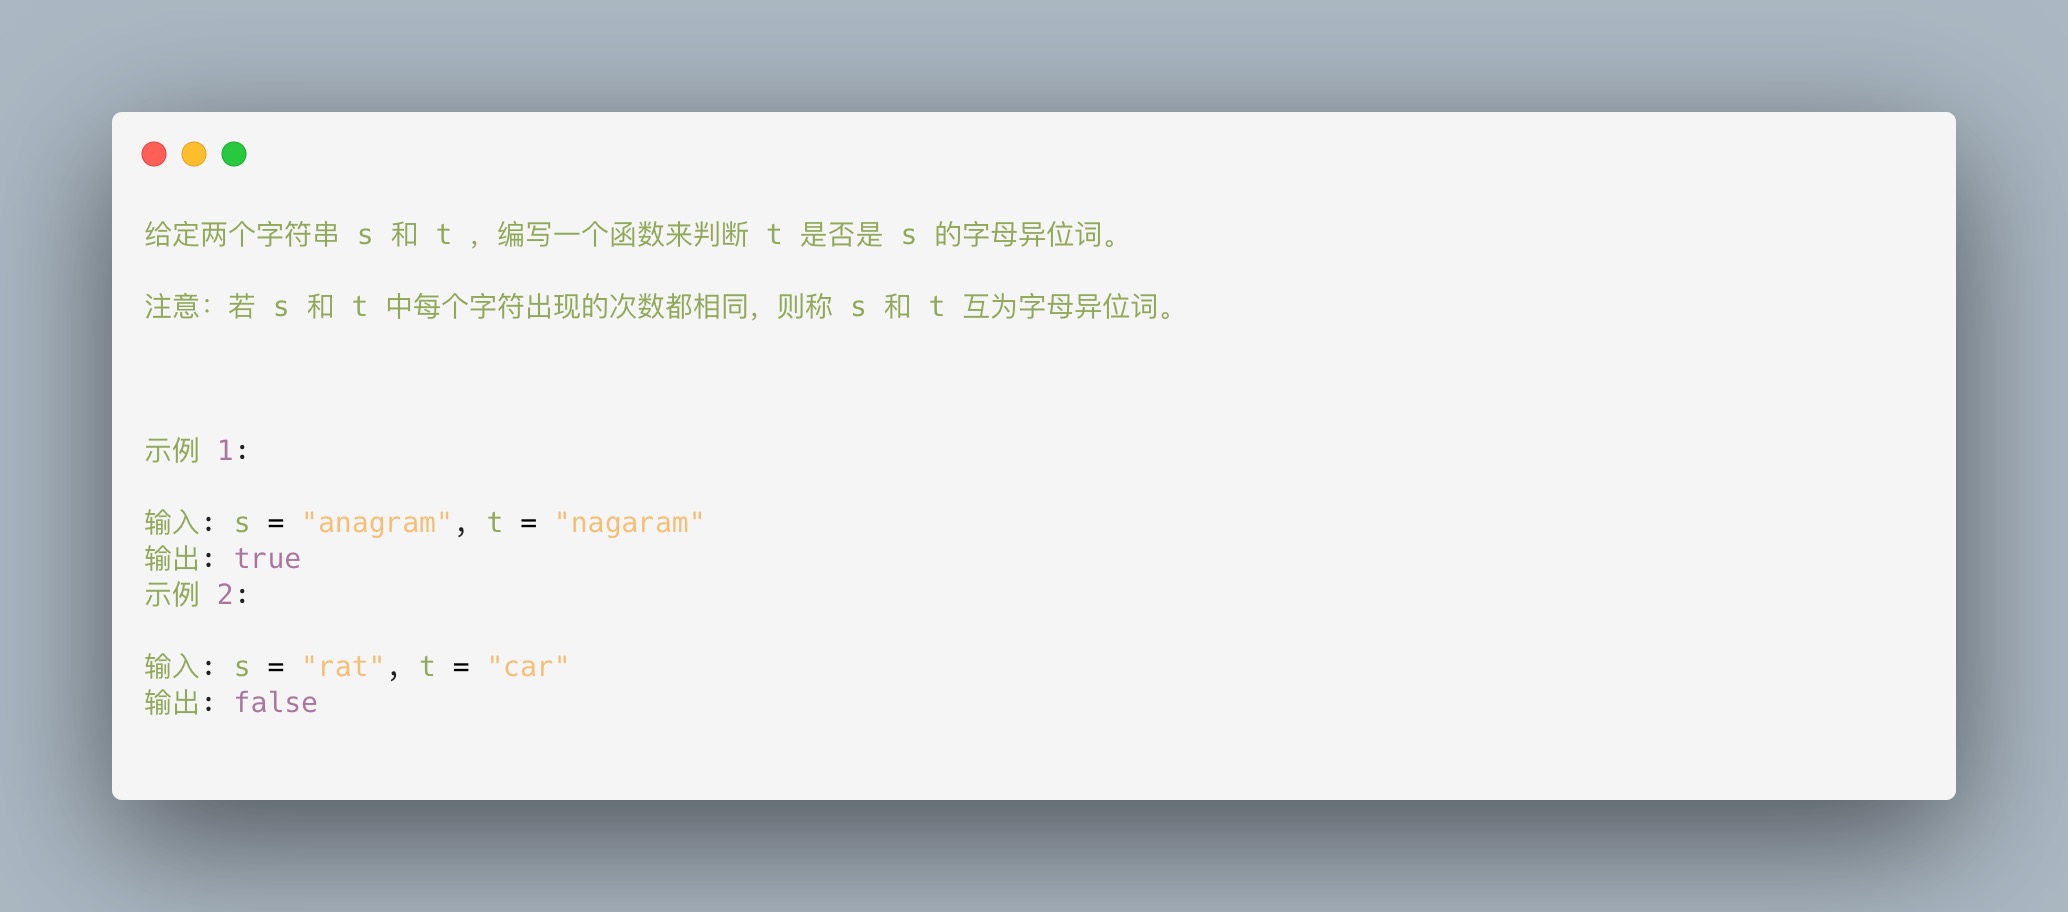 给定两个字符串 s 和 t ，编写一个函数来判断 t 是否是 s 的字母异位词。
注意：若 s 和 t 中每个字符出现的次数都相同，则称 s 和 t 互为字母异位词。
示例 1:
输入: s = "anagram", t = "nagaram"
输出: true
示例 2:
输入: s = "rat", t = "car"
输出: false